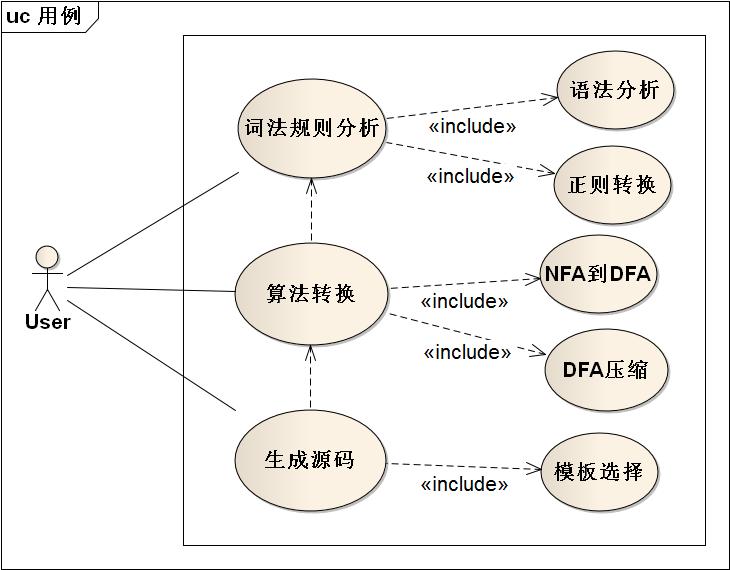 uc 用例
词法规则分析
«include»
语法分析
«include»
正则转换
User
算法转换
«include»
NFA到DFA
«include»
DFA压缩
生成源码
«include»
模板选择